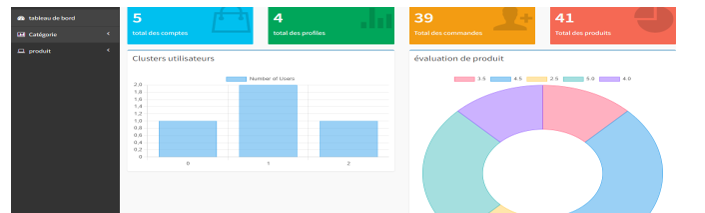 tableau de bord
Catégorie
produit
5
total des comptes
4
total des profiles
39
Total des commandes
41
Total des produits
Clusters utilisateurs
Number of Users
2.0
1.8
1.6
1.4
1.2
1.0
0.8
0.6
0.4
0.2
0
0 1 2
évaluation de produit
3.5 4.5 2.5 5.0 4.0